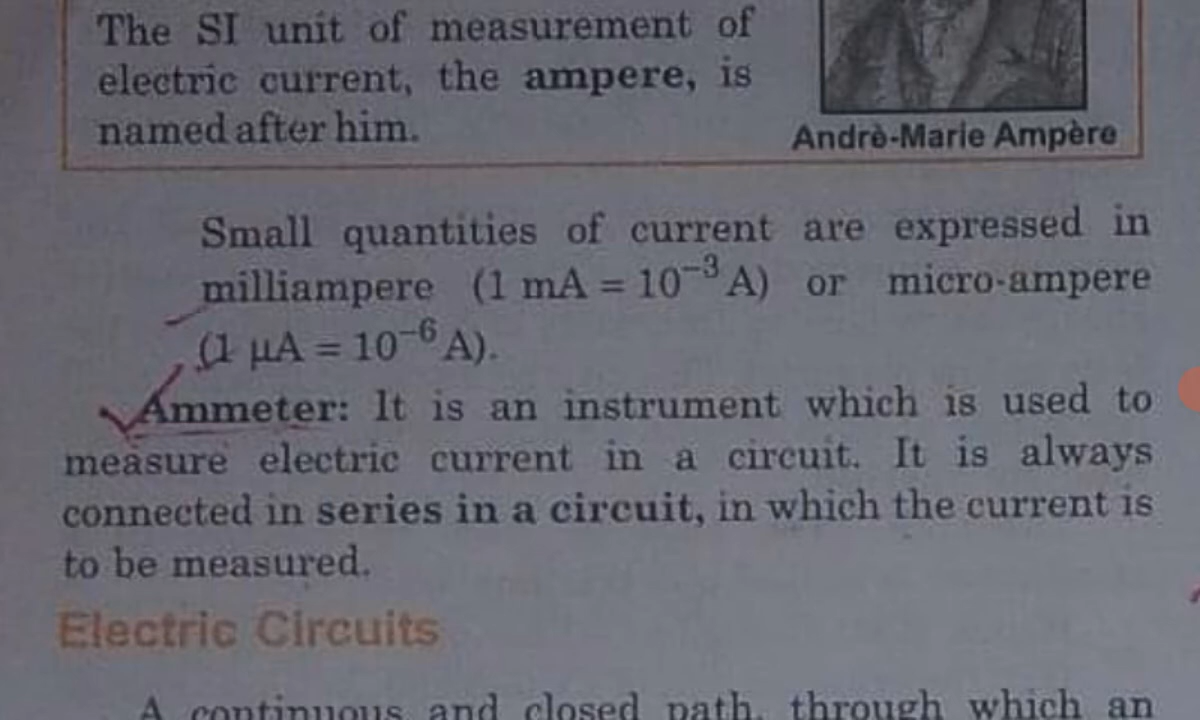 The SI unit of measurement of
electric current, the ampere, is
named after him.
Andrè-Marie Ampère
Small quantities of current are expressed in
milliampere (1 mA = 10⁻³ A) or micro-ampere
(1 µA = 10⁻⁶ A).
Ammeter: It is an instrument which is used to
measure electric current in a circuit. It is always
connected in series in a circuit, in which the current is
to be measured.
Electric Circuits
A continuous and closed path, through which an